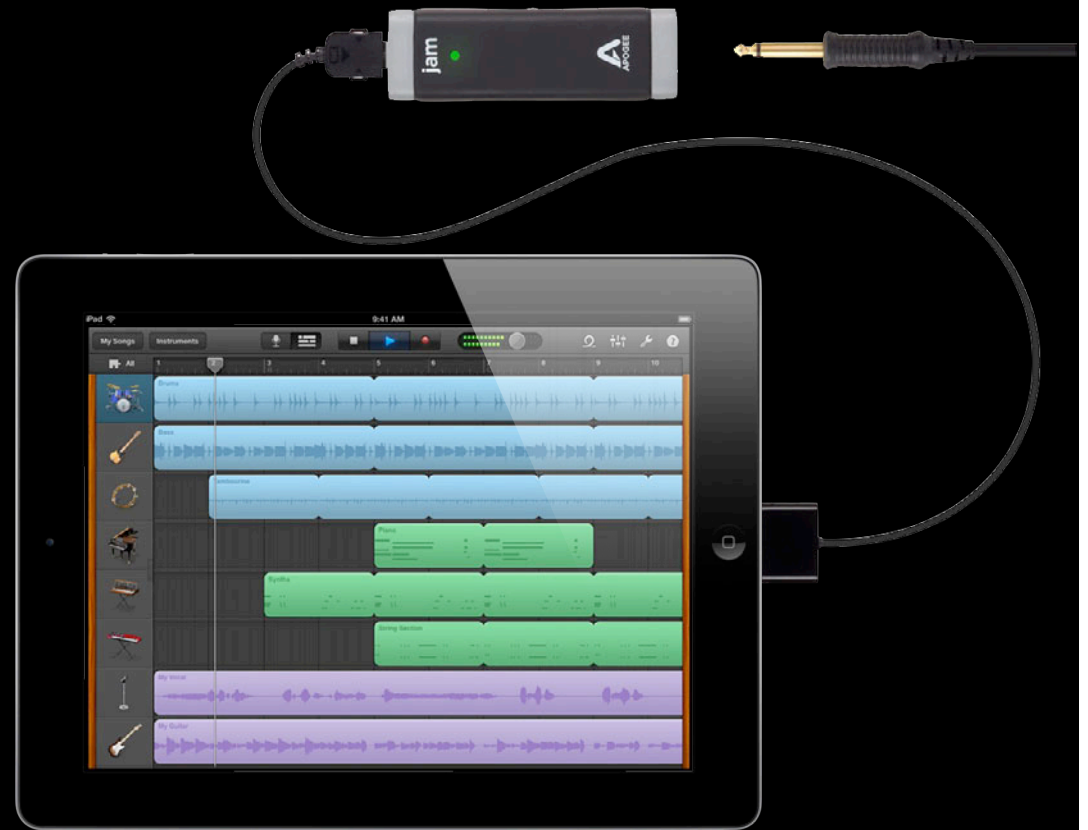 jam
APOGEE
iPad
9:41 AM
My Songs
Instruments
All
1 2 3 4 5 6 7 8 9 10
Drums
Bass
Tambourine
Piano
Synths
String Section
My Vocal
My Guitar